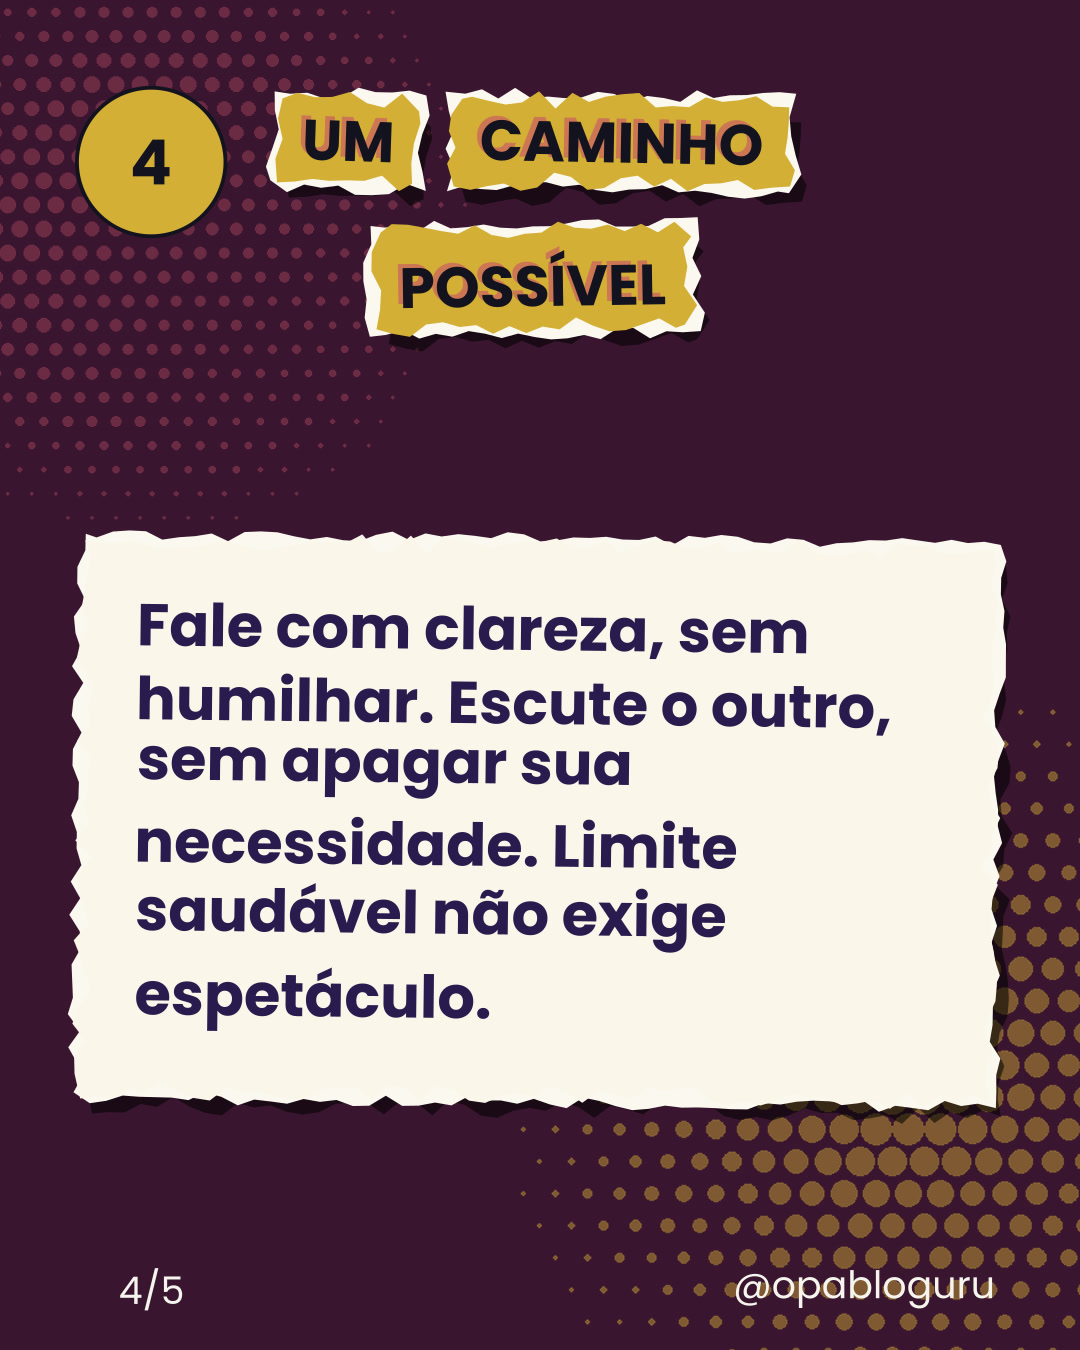 4
UM CAMINHO
POSSÍVEL
Fale com clareza, sem
humilhar. Escute o outro,
sem apagar sua
necessidade. Limite
saudável não exige
espetáculo.
4/5
@opabloguru